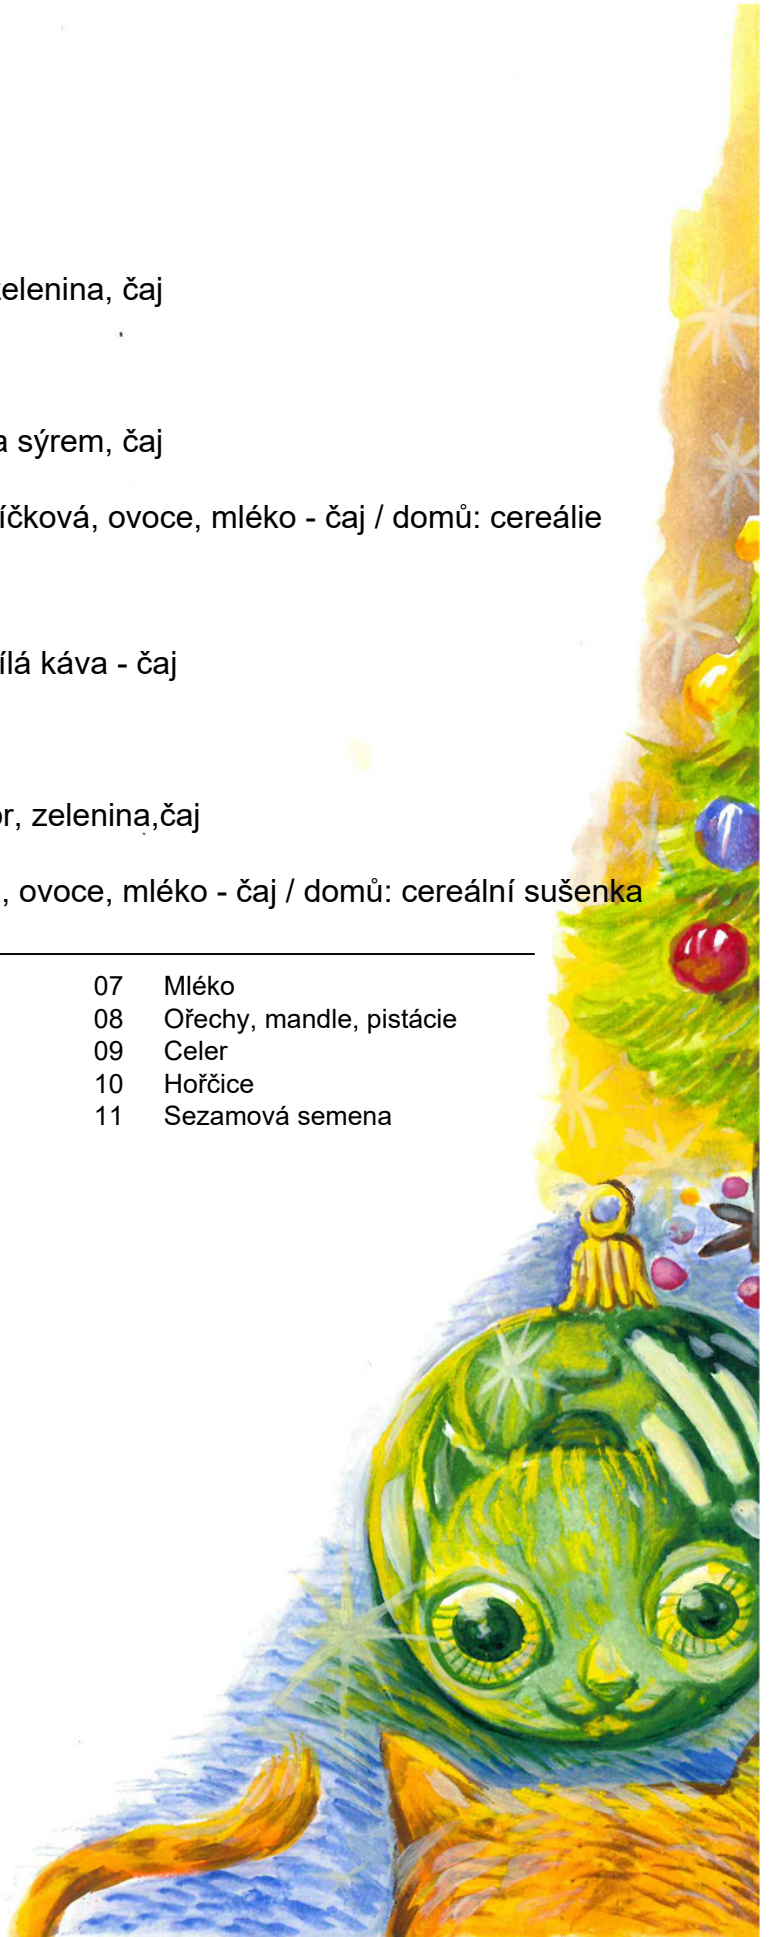 elenina, čaj
a sýrem, čaj
íčková, ovoce, mléko - čaj / domů: cereálie
ílá káva - čaj
r, zelenina,čaj
, ovoce, mléko - čaj / domů: cereální sušenka
07 Mléko
08 Ořechy, mandle, pistácie
09 Celer
10 Hořčice
11 Sezamová semena